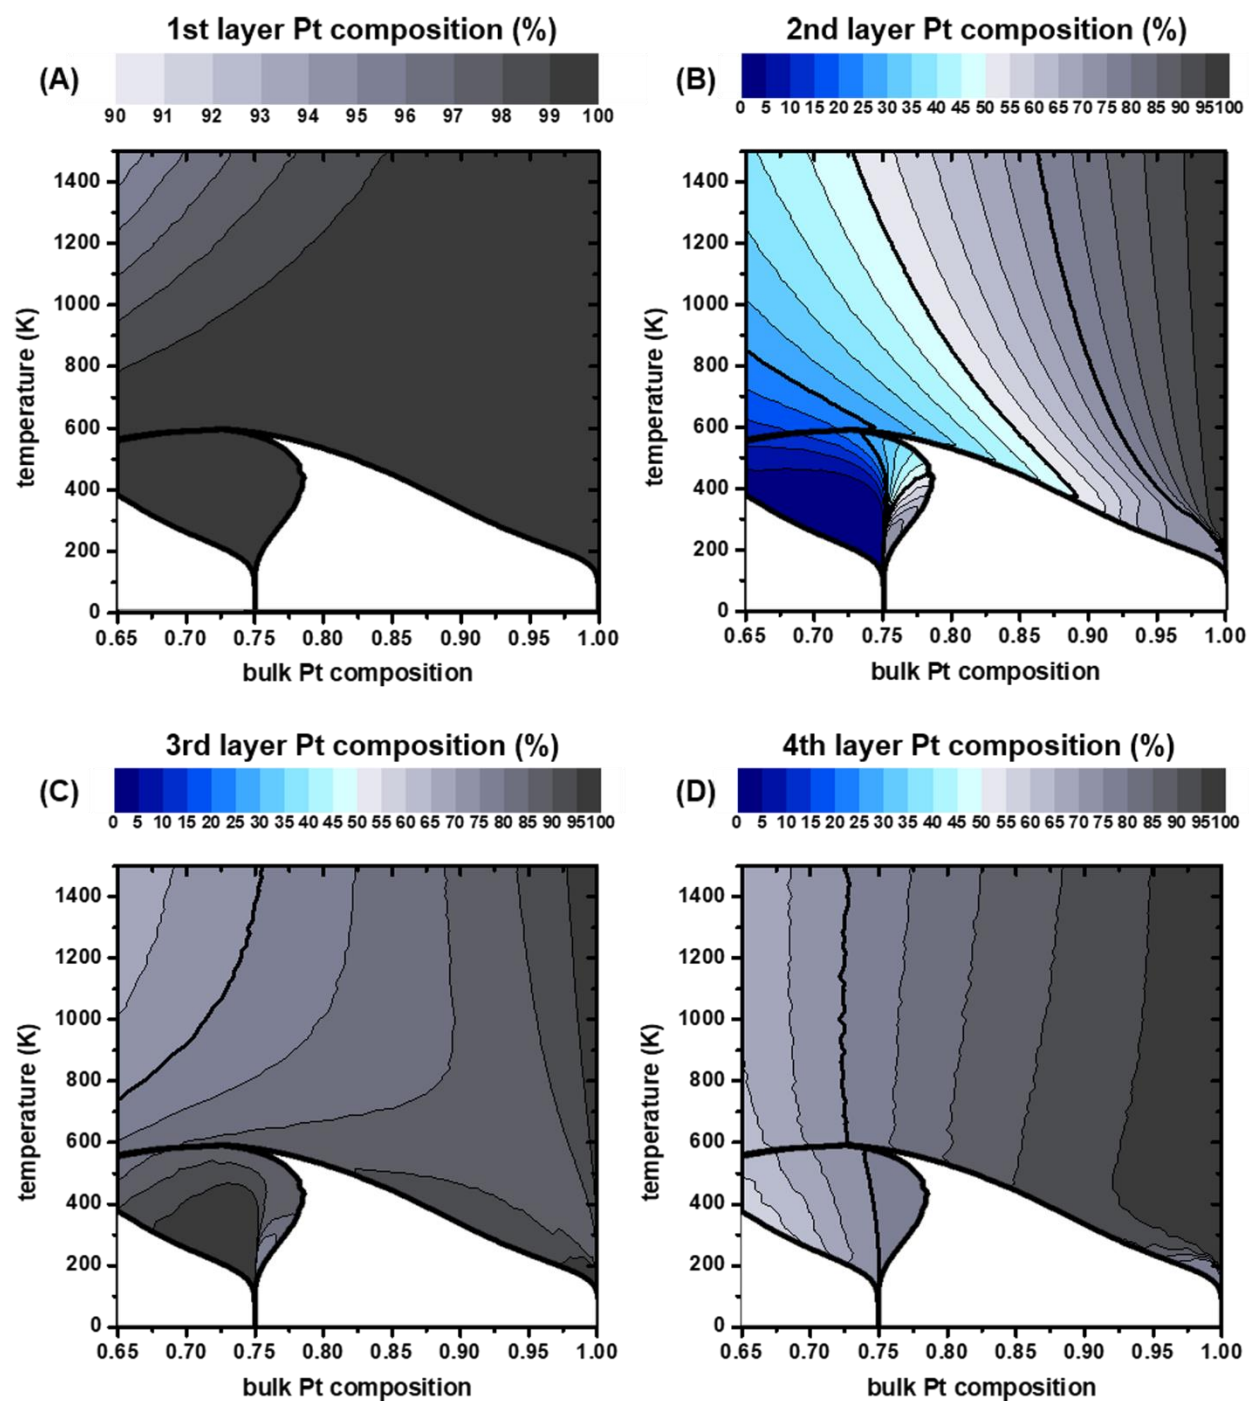 1st layer Pt composition (%)
(A)
90 91 92 93 94 95 96 97 98 99 100
temperature (K)
1400
1200
1000
800
600
400
200
0
0.65 0.70 0.75 0.80 0.85 0.90 0.95 1.00
bulk Pt composition
2nd layer Pt composition (%)
(B)
0 5 10 15 20 25 30 35 40 45 50 55 60 65 70 75 80 85 90 95 100
temperature (K)
1400
1200
1000
800
600
400
200
0
0.65 0.70 0.75 0.80 0.85 0.90 0.95 1.00
bulk Pt composition
3rd layer Pt composition (%)
(C)
0 5 10 15 20 25 30 35 40 45 50 55 60 65 70 75 80 85 90 95 100
temperature (K)
1400
1200
1000
800
600
400
200
0
0.65 0.70 0.75 0.80 0.85 0.90 0.95 1.00
bulk Pt composition
4th layer Pt composition (%)
(D)
0 5 10 15 20 25 30 35 40 45 50 55 60 65 70 75 80 85 90 95 100
temperature (K)
1400
1200
1000
800
600
400
200
0
0.65 0.70 0.75 0.80 0.85 0.90 0.95 1.00
bulk Pt composition